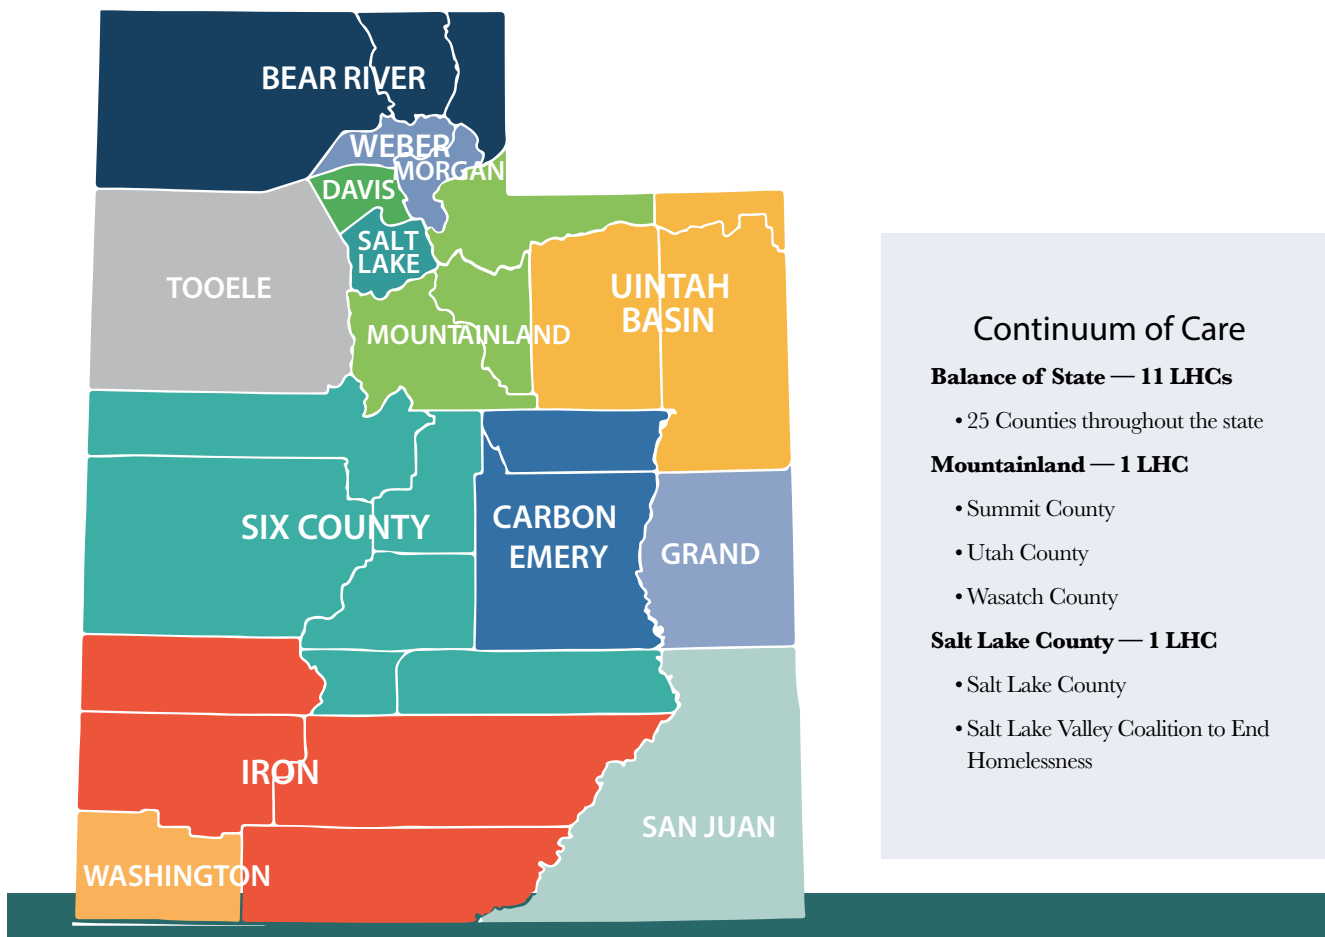 BEAR RIVER
WEBER
MORGAN
DAVIS
SALT
LAKE
TOOELE
UINTAH
BASIN
MOUNTAINLAND
SIX COUNTY
CARBON
EMERY
GRAND
IRON
SAN JUAN
WASHINGTON
Continuum of Care
Balance of State — 11 LHCs
• 25 Counties throughout the state
Mountainland — 1 LHC
• Summit County
• Utah County
• Wasatch County
Salt Lake County — 1 LHC
• Salt Lake County
• Salt Lake Valley Coalition to End
Homelessness